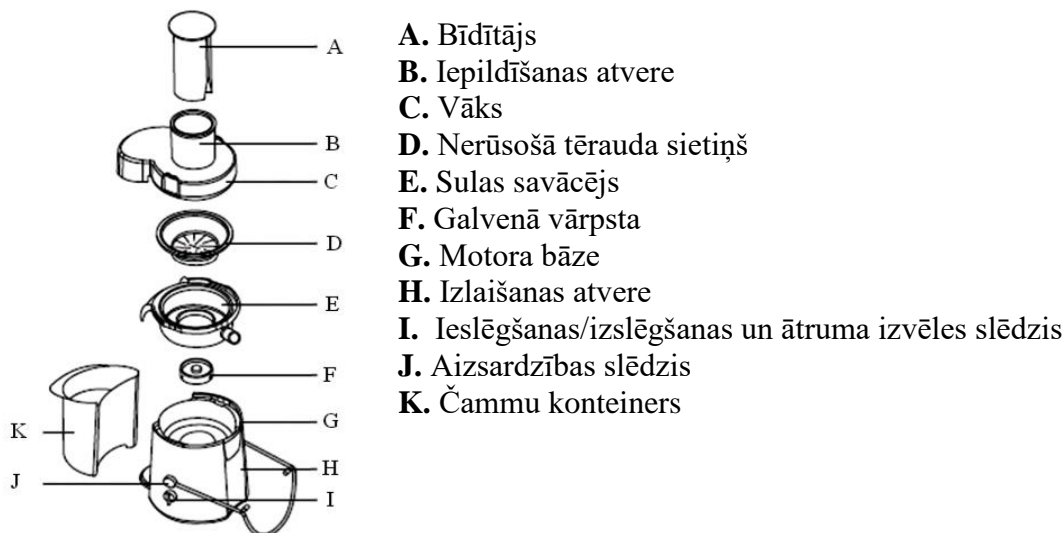 A
B
C
D
E
F
G
H
I
J
K
A. Bīdītājs
B. Iepildīšanas atvere
C. Vāks
D. Nerūsošā tērauda sietiņš
E. Sulas savācējs
F. Galvenā vārpsta
G. Motora bāze
H. Izlaišanas atvere
I. Ieslēgšanas/izslēgšanas un ātruma izvēles slēdzis
J. Aizsardzības slēdzis
K. Čammu konteiners